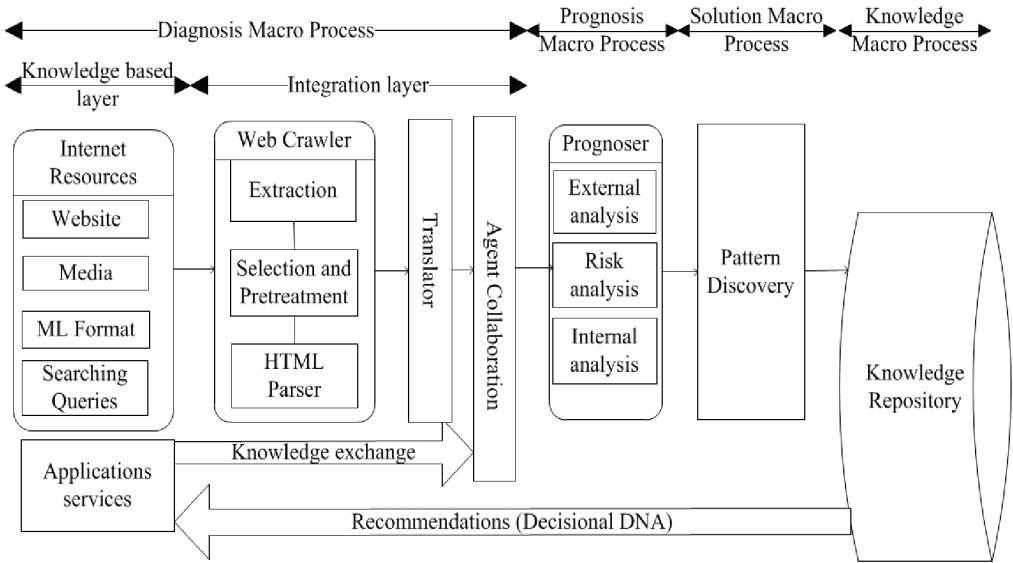 Diagnosis Macro Process
Prognosis
Macro Process
Solution Macro
Process
Knowledge
Macro Process
Knowledge based
layer
Integration layer
Internet
Resources
Website
Media
ML Format
Searching
Queries
Web Crawler
Extraction
Selection and
Pretreatment
HTML
Parser
Translator
Agent Collaboration
Prognoser
External
analysis
Risk
analysis
Internal
analysis
Pattern
Discovery
Knowledge
Repository
Applications
services
Knowledge exchange
Recommendations (Decisional DNA)